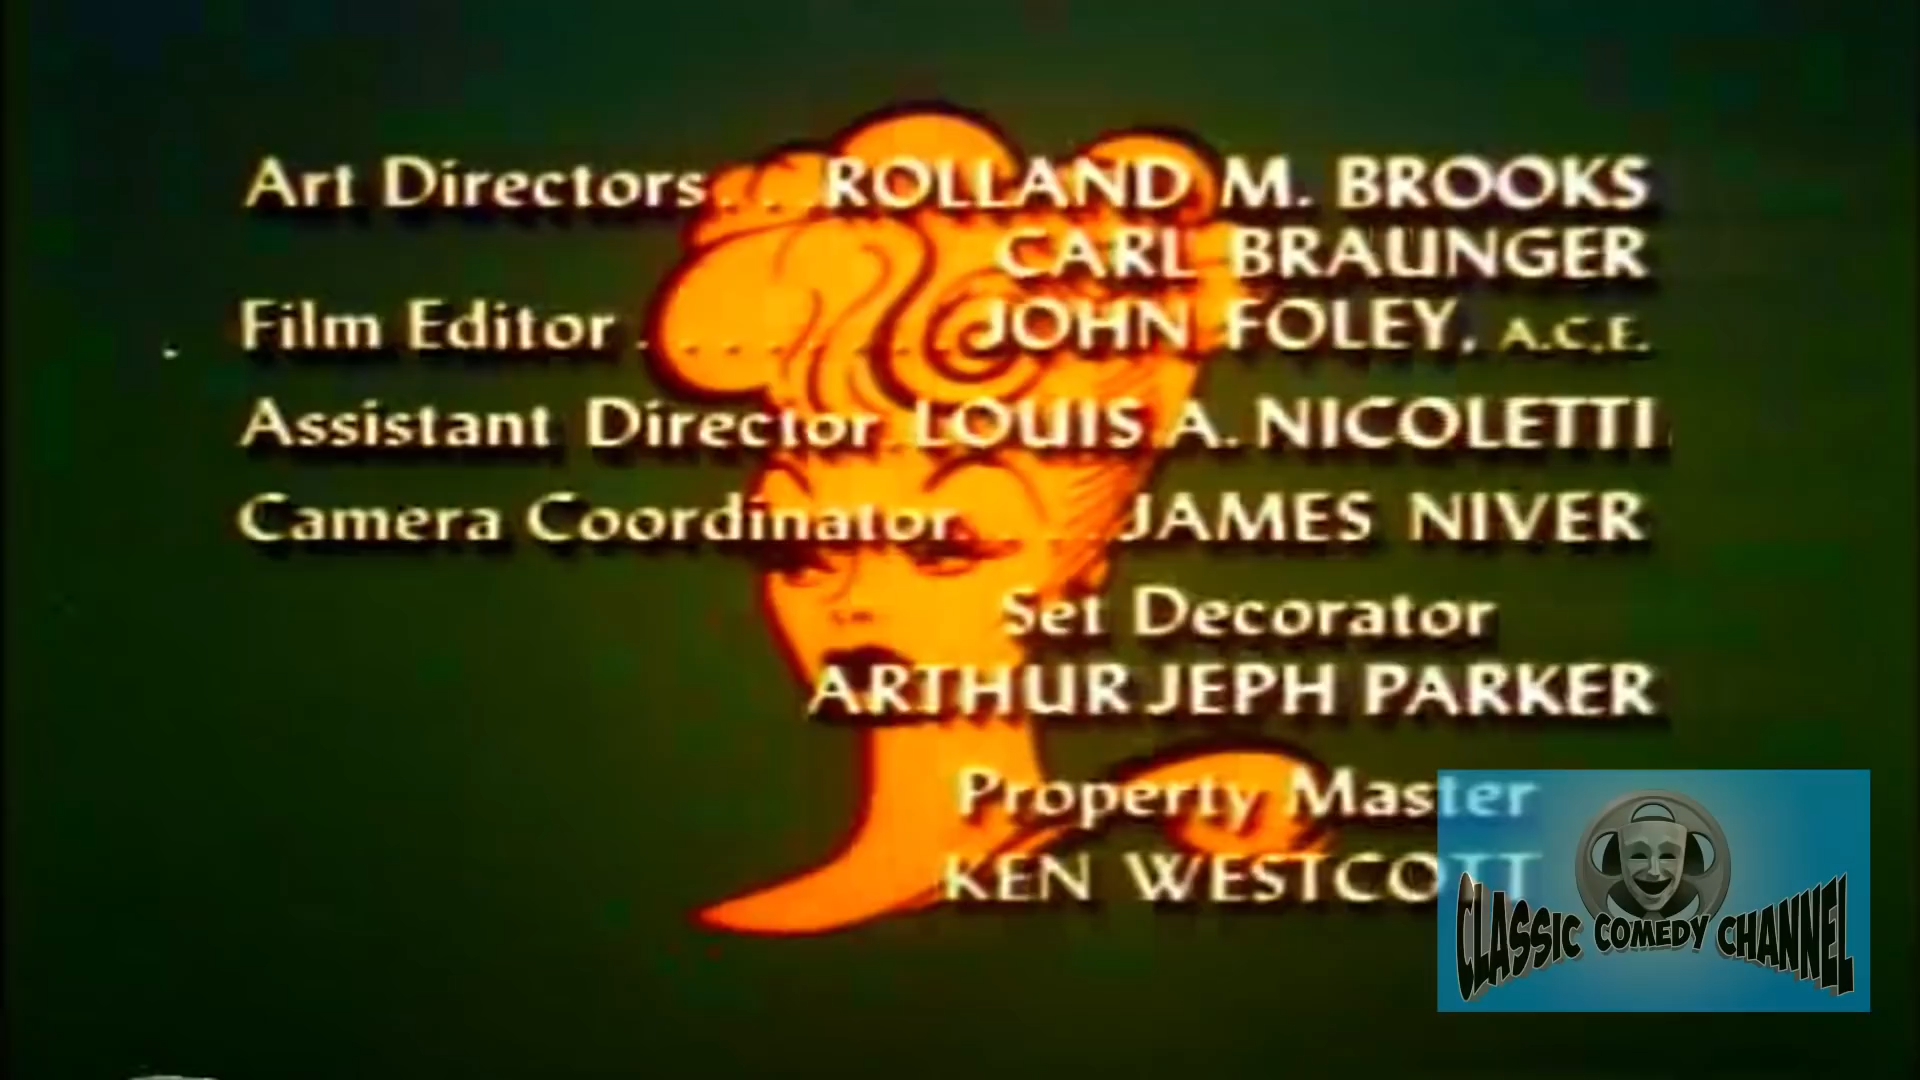 Art Directors . . . ROLLAND M. BROOKS
CARL BRAUNGER
Film Editor . . . . . . . . JOHN FOLEY, A.C.E.
Assistant Director . LOUIS A. NICOLETTI
Camera Coordinator . . . JAMES NIVER
Set Decorator
ARTHUR JEPH PARKER
Property Master
KEN WESTCOTT
CLASSIC COMEDY CHANNEL